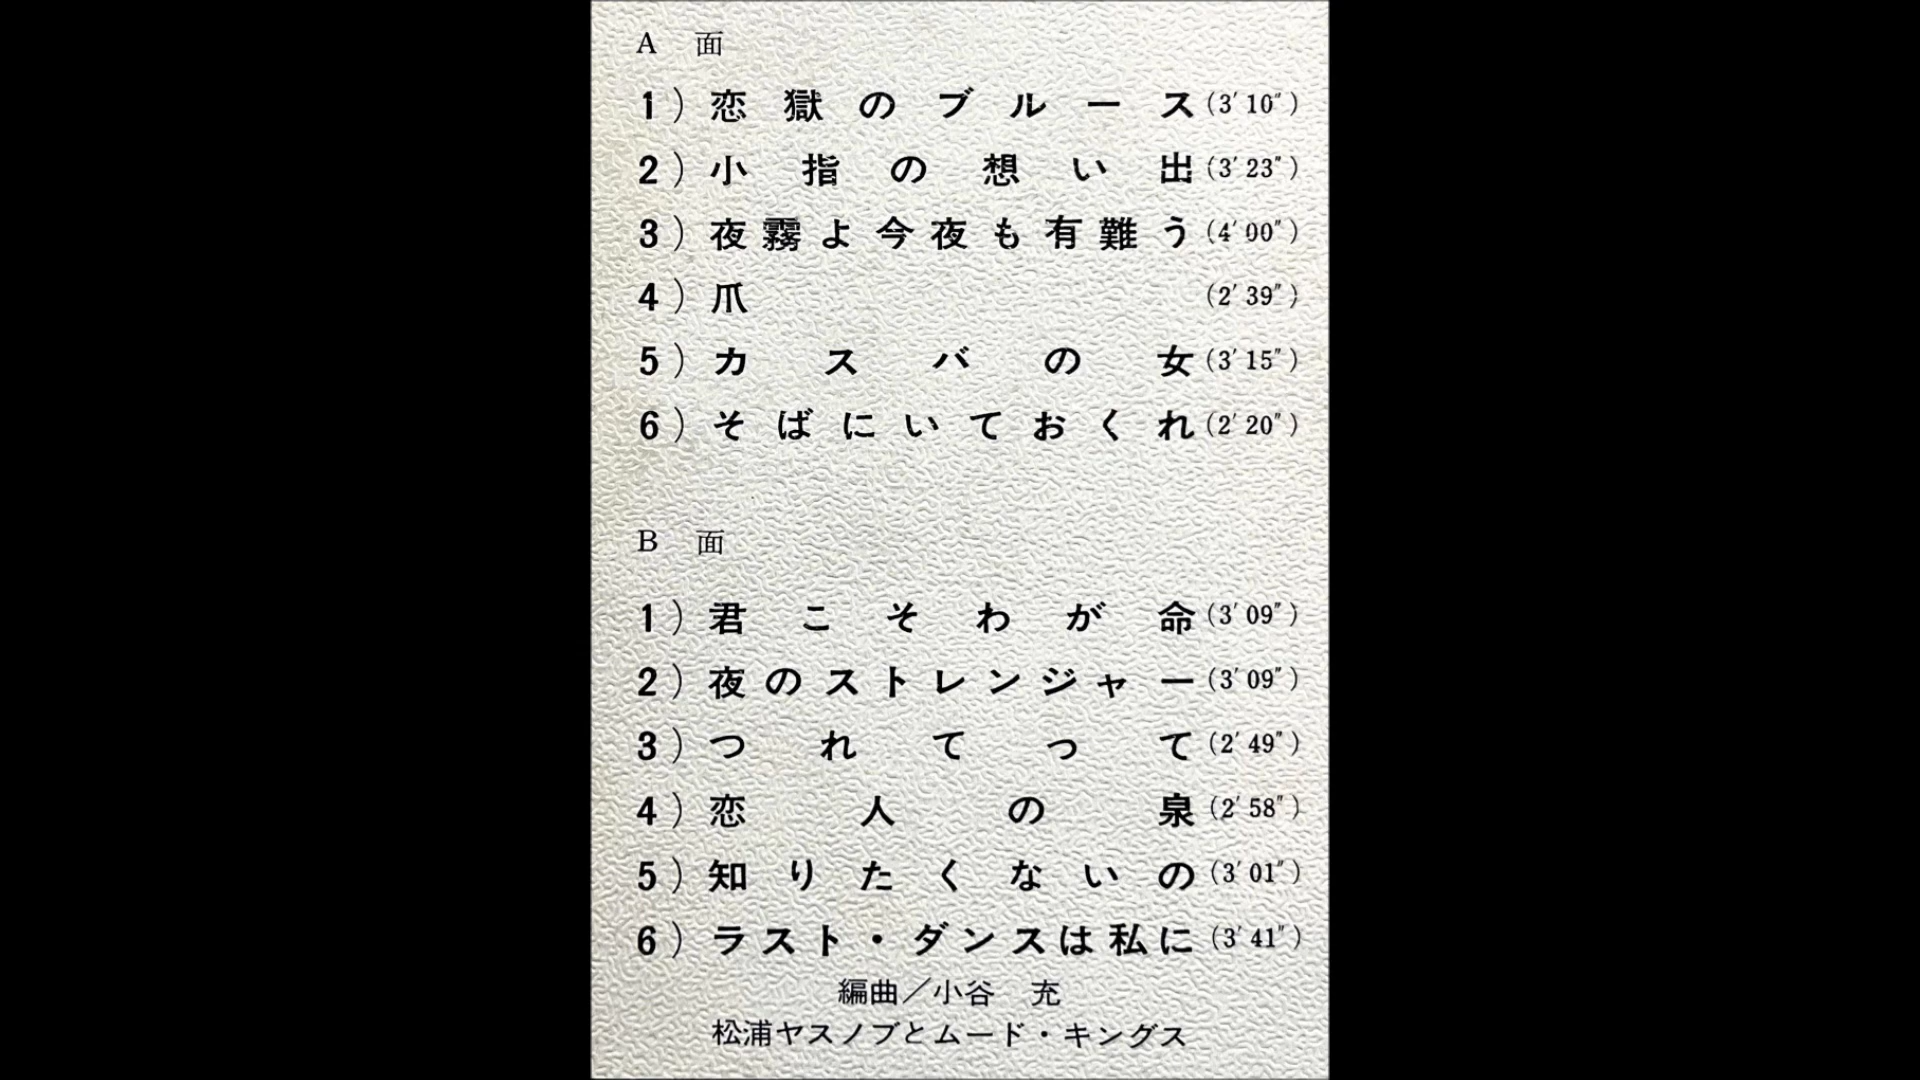 A 面
1）恋獄のブルース（3′10″）
2）小指の想い出（3′23″）
3）夜霧よ今夜も有難う（4′00″）
4）爪（2′39″）
5）カスバの女（3′15″）
6）そばにいておくれ（2′20″）
B 面
1）君こそわが命（3′09″）
2）夜のストレンジャー（3′09″）
3）つれてって（2′49″）
4）恋人の泉（2′58″）
5）知りたくないの（3′01″）
6）ラスト・ダンスは私に（3′41″）
編曲／小谷 充
松浦ヤスノブとムード・キングス